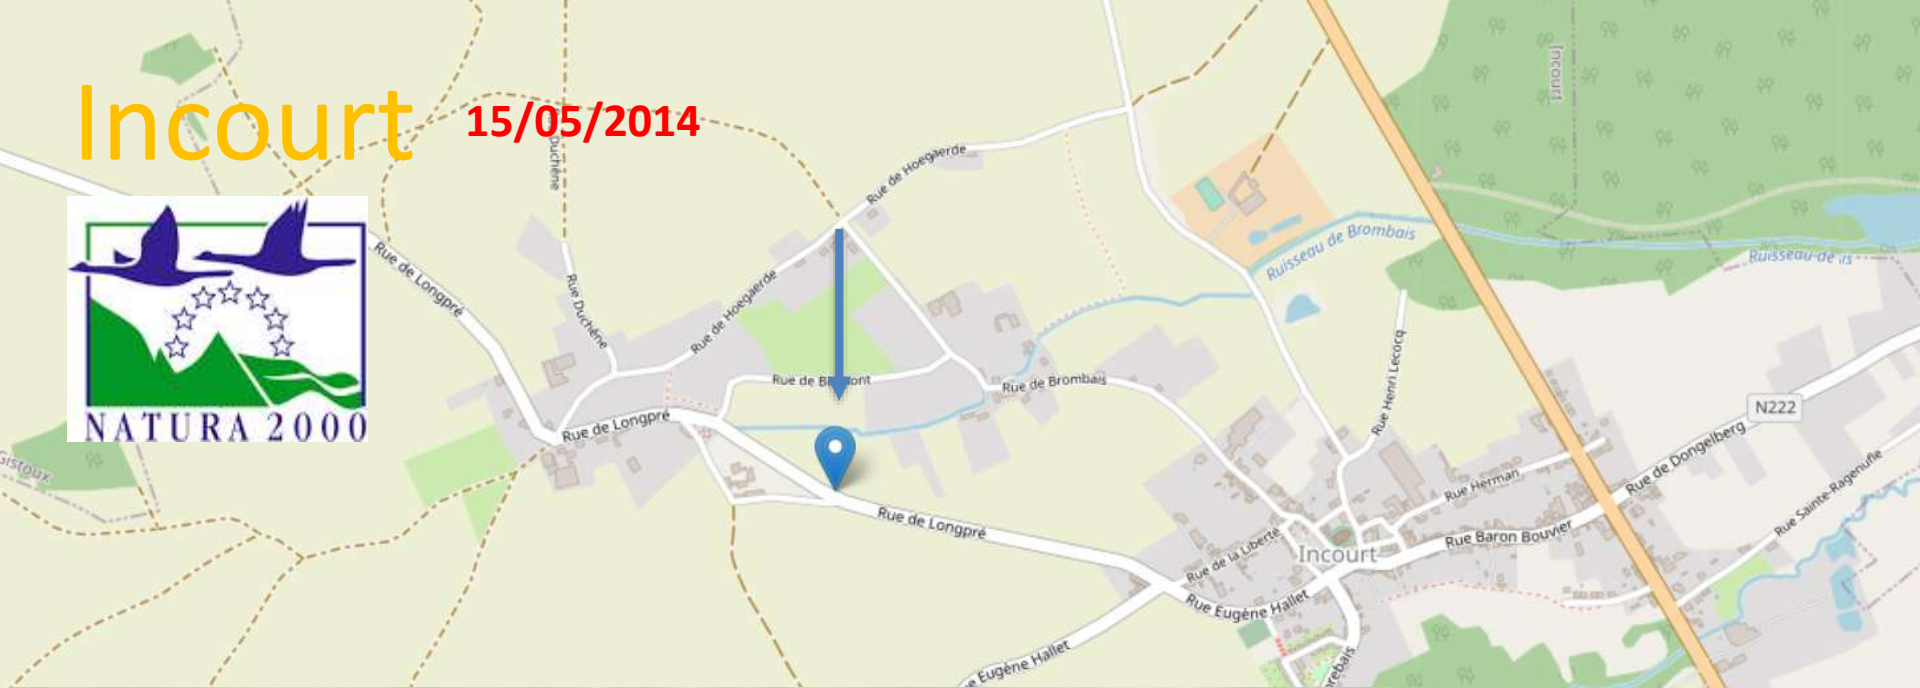 Incourt
15/05/2014
Incourt
Duchêne
Rue de Hoegaerde
Ruisseau de Brombais
Rue de Longpré
NATURA 2000
Rue Duchêne
Rue de Hoegaerde
Rue de Brombais
Rue Henri Lecocq
N222
Rue de Longpré
Rue de Dongelberg
Gistoux
Rue Herman
Rue Sainte-Ragenufle
Rue de Longpré
Rue de la Liberté
Incourt
Rue Baron Bouvier
Rue Eugène Hallet
e Eugène Hallet